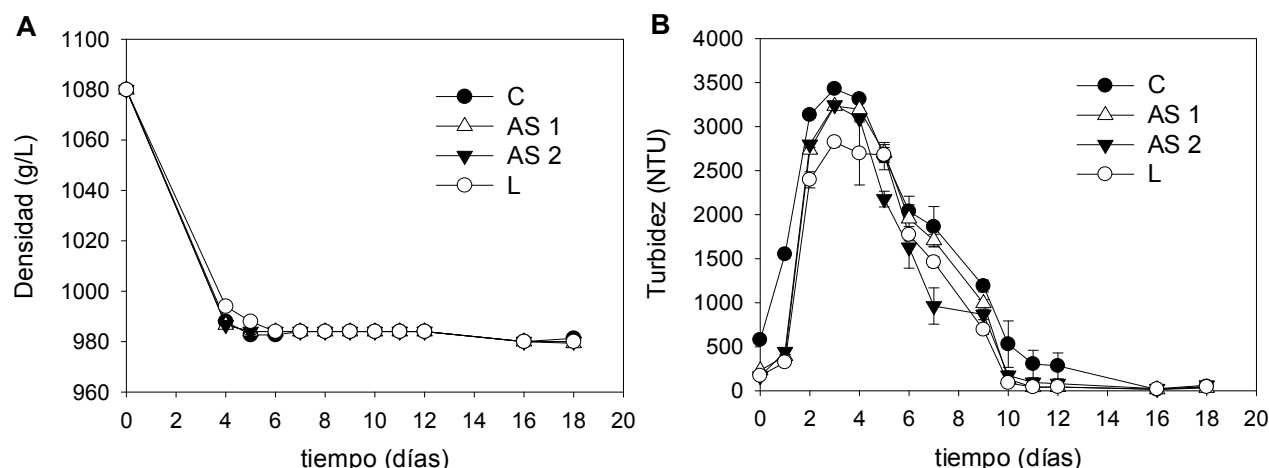 A
Densidad (g/L)
1100
1080
1060
1040
1020
1000
980
960
C
AS 1
AS 2
L
0 2 4 6 8 10 12 14 16 18 20
tiempo (días)
B
Turbidez (NTU)
4000
3500
3000
2500
2000
1500
1000
500
0
C
AS 1
AS 2
L
0 2 4 6 8 10 12 14 16 18 20
tiempo (días)